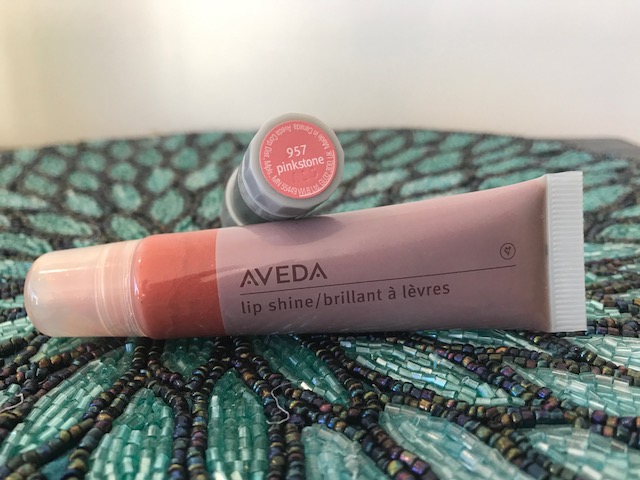 957
pinkstone
AVEDA
lip shine/brillant à lèvres